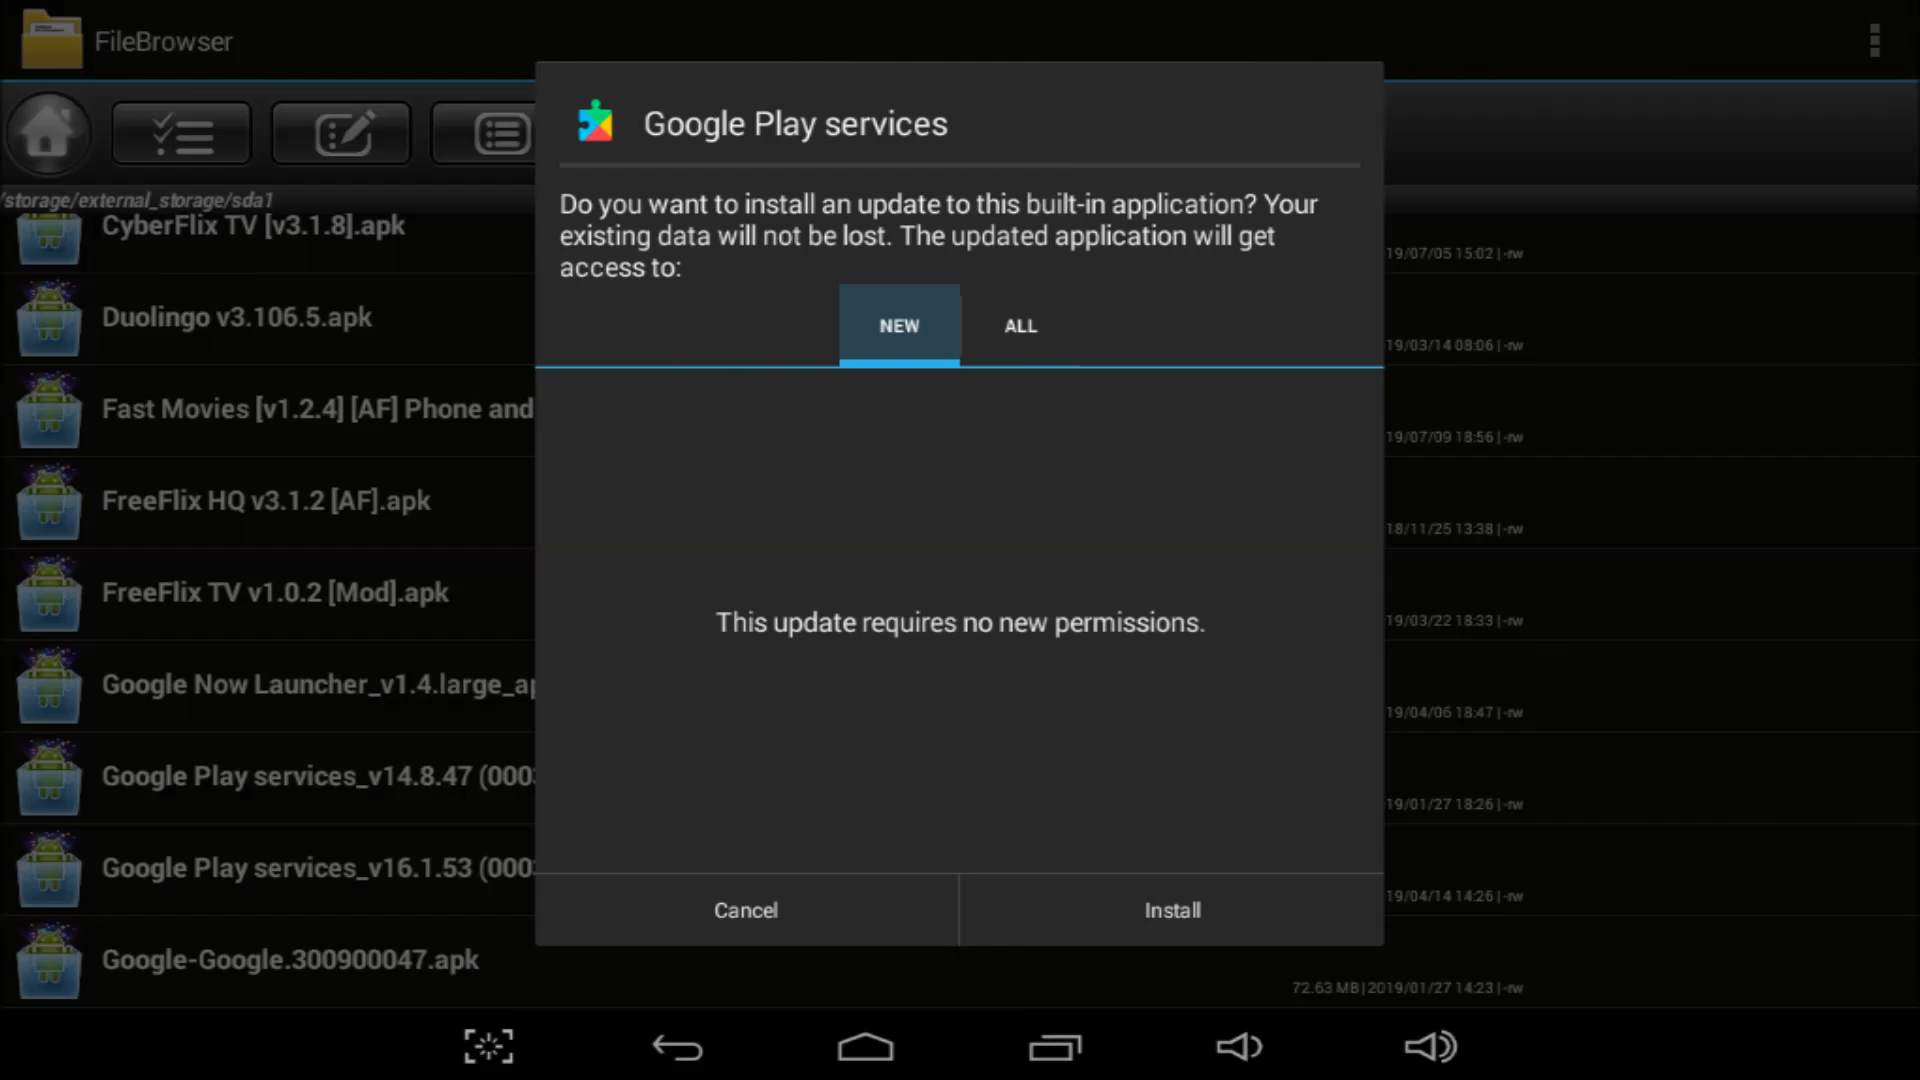 FileBrowser
/storage/external_storage/sda1
CyberFlix TV [v3.1.8].apk
19/07/05 15:02 | -rw
Duolingo v3.106.5.apk
19/03/14 08:06 | -rw
Fast Movies [v1.2.4] [AF] Phone and
19/07/09 18:56 | -rw
FreeFlix HQ v3.1.2 [AF].apk
18/11/25 13:38 | -rw
FreeFlix TV v1.0.2 [Mod].apk
19/03/22 18:33 | -rw
Google Now Launcher_v1.4.large_ap
19/04/06 18:47 | -rw
Google Play services_v14.8.47 (000
19/01/27 18:26 | -rw
Google Play services_v16.1.53 (000
19/04/14 14:26 | -rw
Google-Google.300900047.apk
72.63 MB | 2019/01/27 14:23 | -rw
Google Play services
Do you want to install an update to this built-in application? Your
existing data will not be lost. The updated application will get
access to:
NEW
ALL
This update requires no new permissions.
Cancel
Install